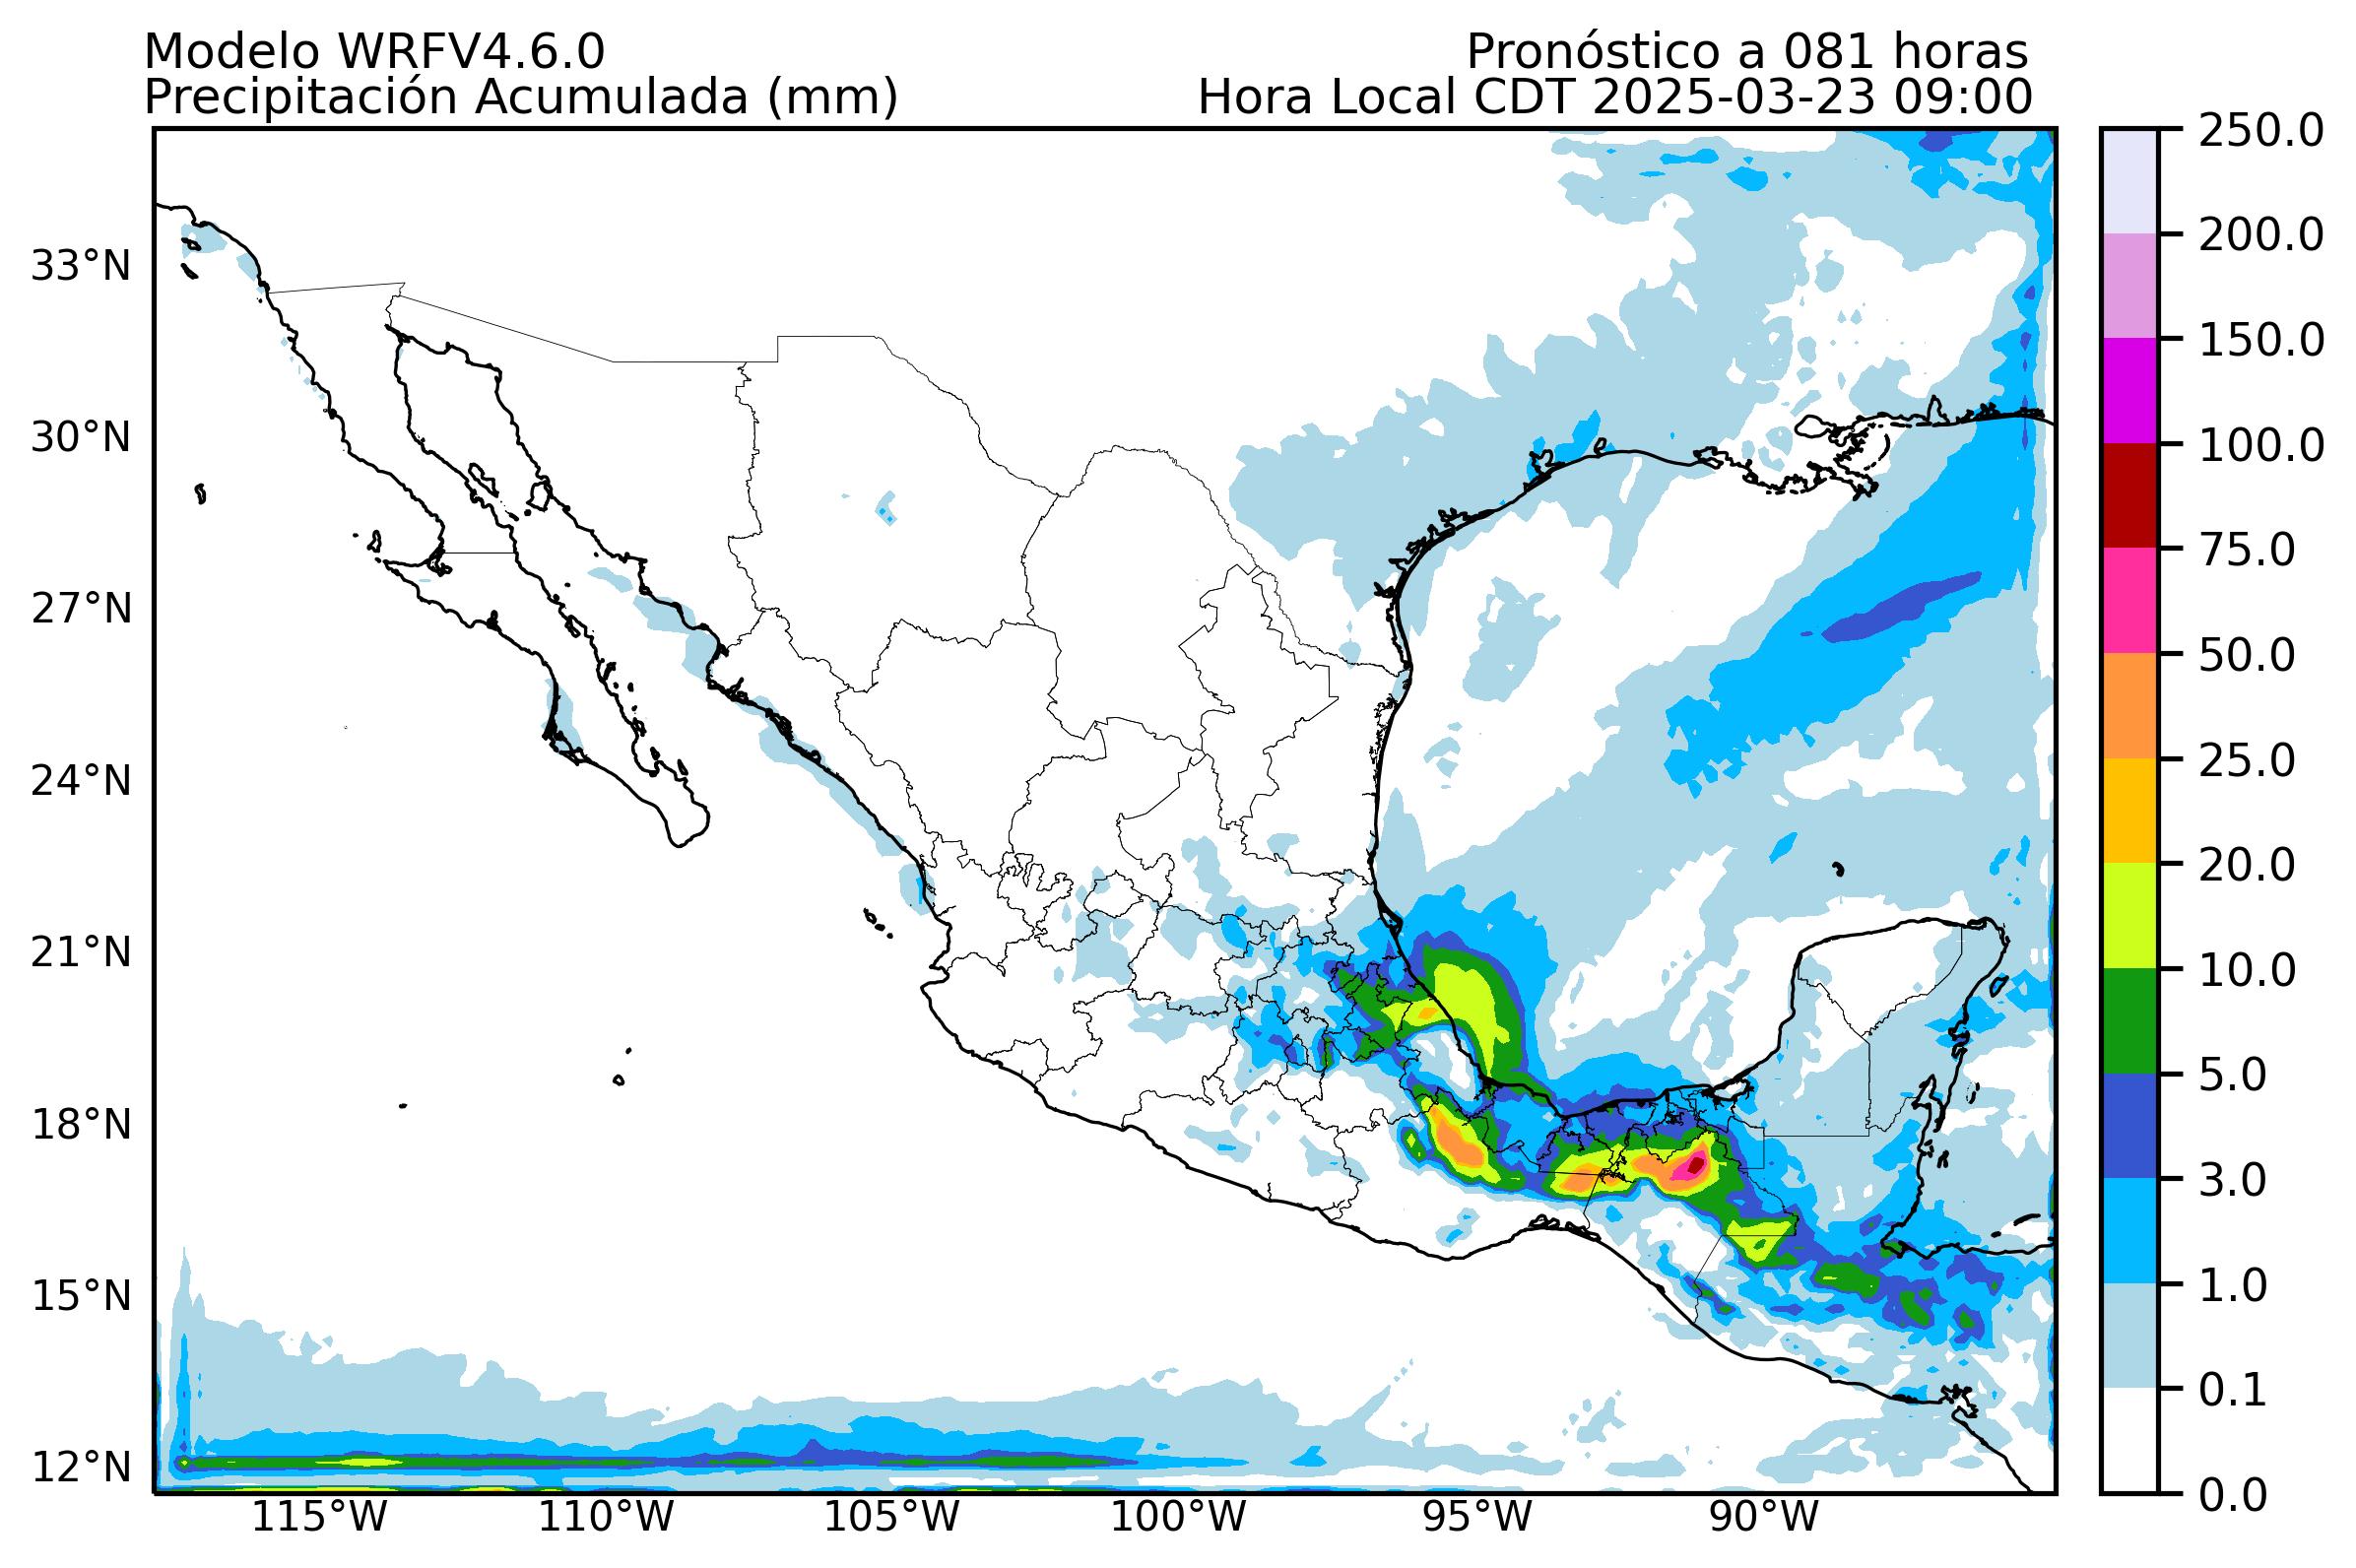 Modelo WRFV4.6.0
Pronóstico a 081 horas
Precipitación Acumulada (mm)
Hora Local CDT 2025-03-23 09:00
33°N
30°N
27°N
24°N
21°N
18°N
15°N
12°N
115°W
110°W
105°W
100°W
95°W
90°W
250.0
200.0
150.0
100.0
75.0
50.0
25.0
20.0
10.0
5.0
3.0
1.0
0.1
0.0